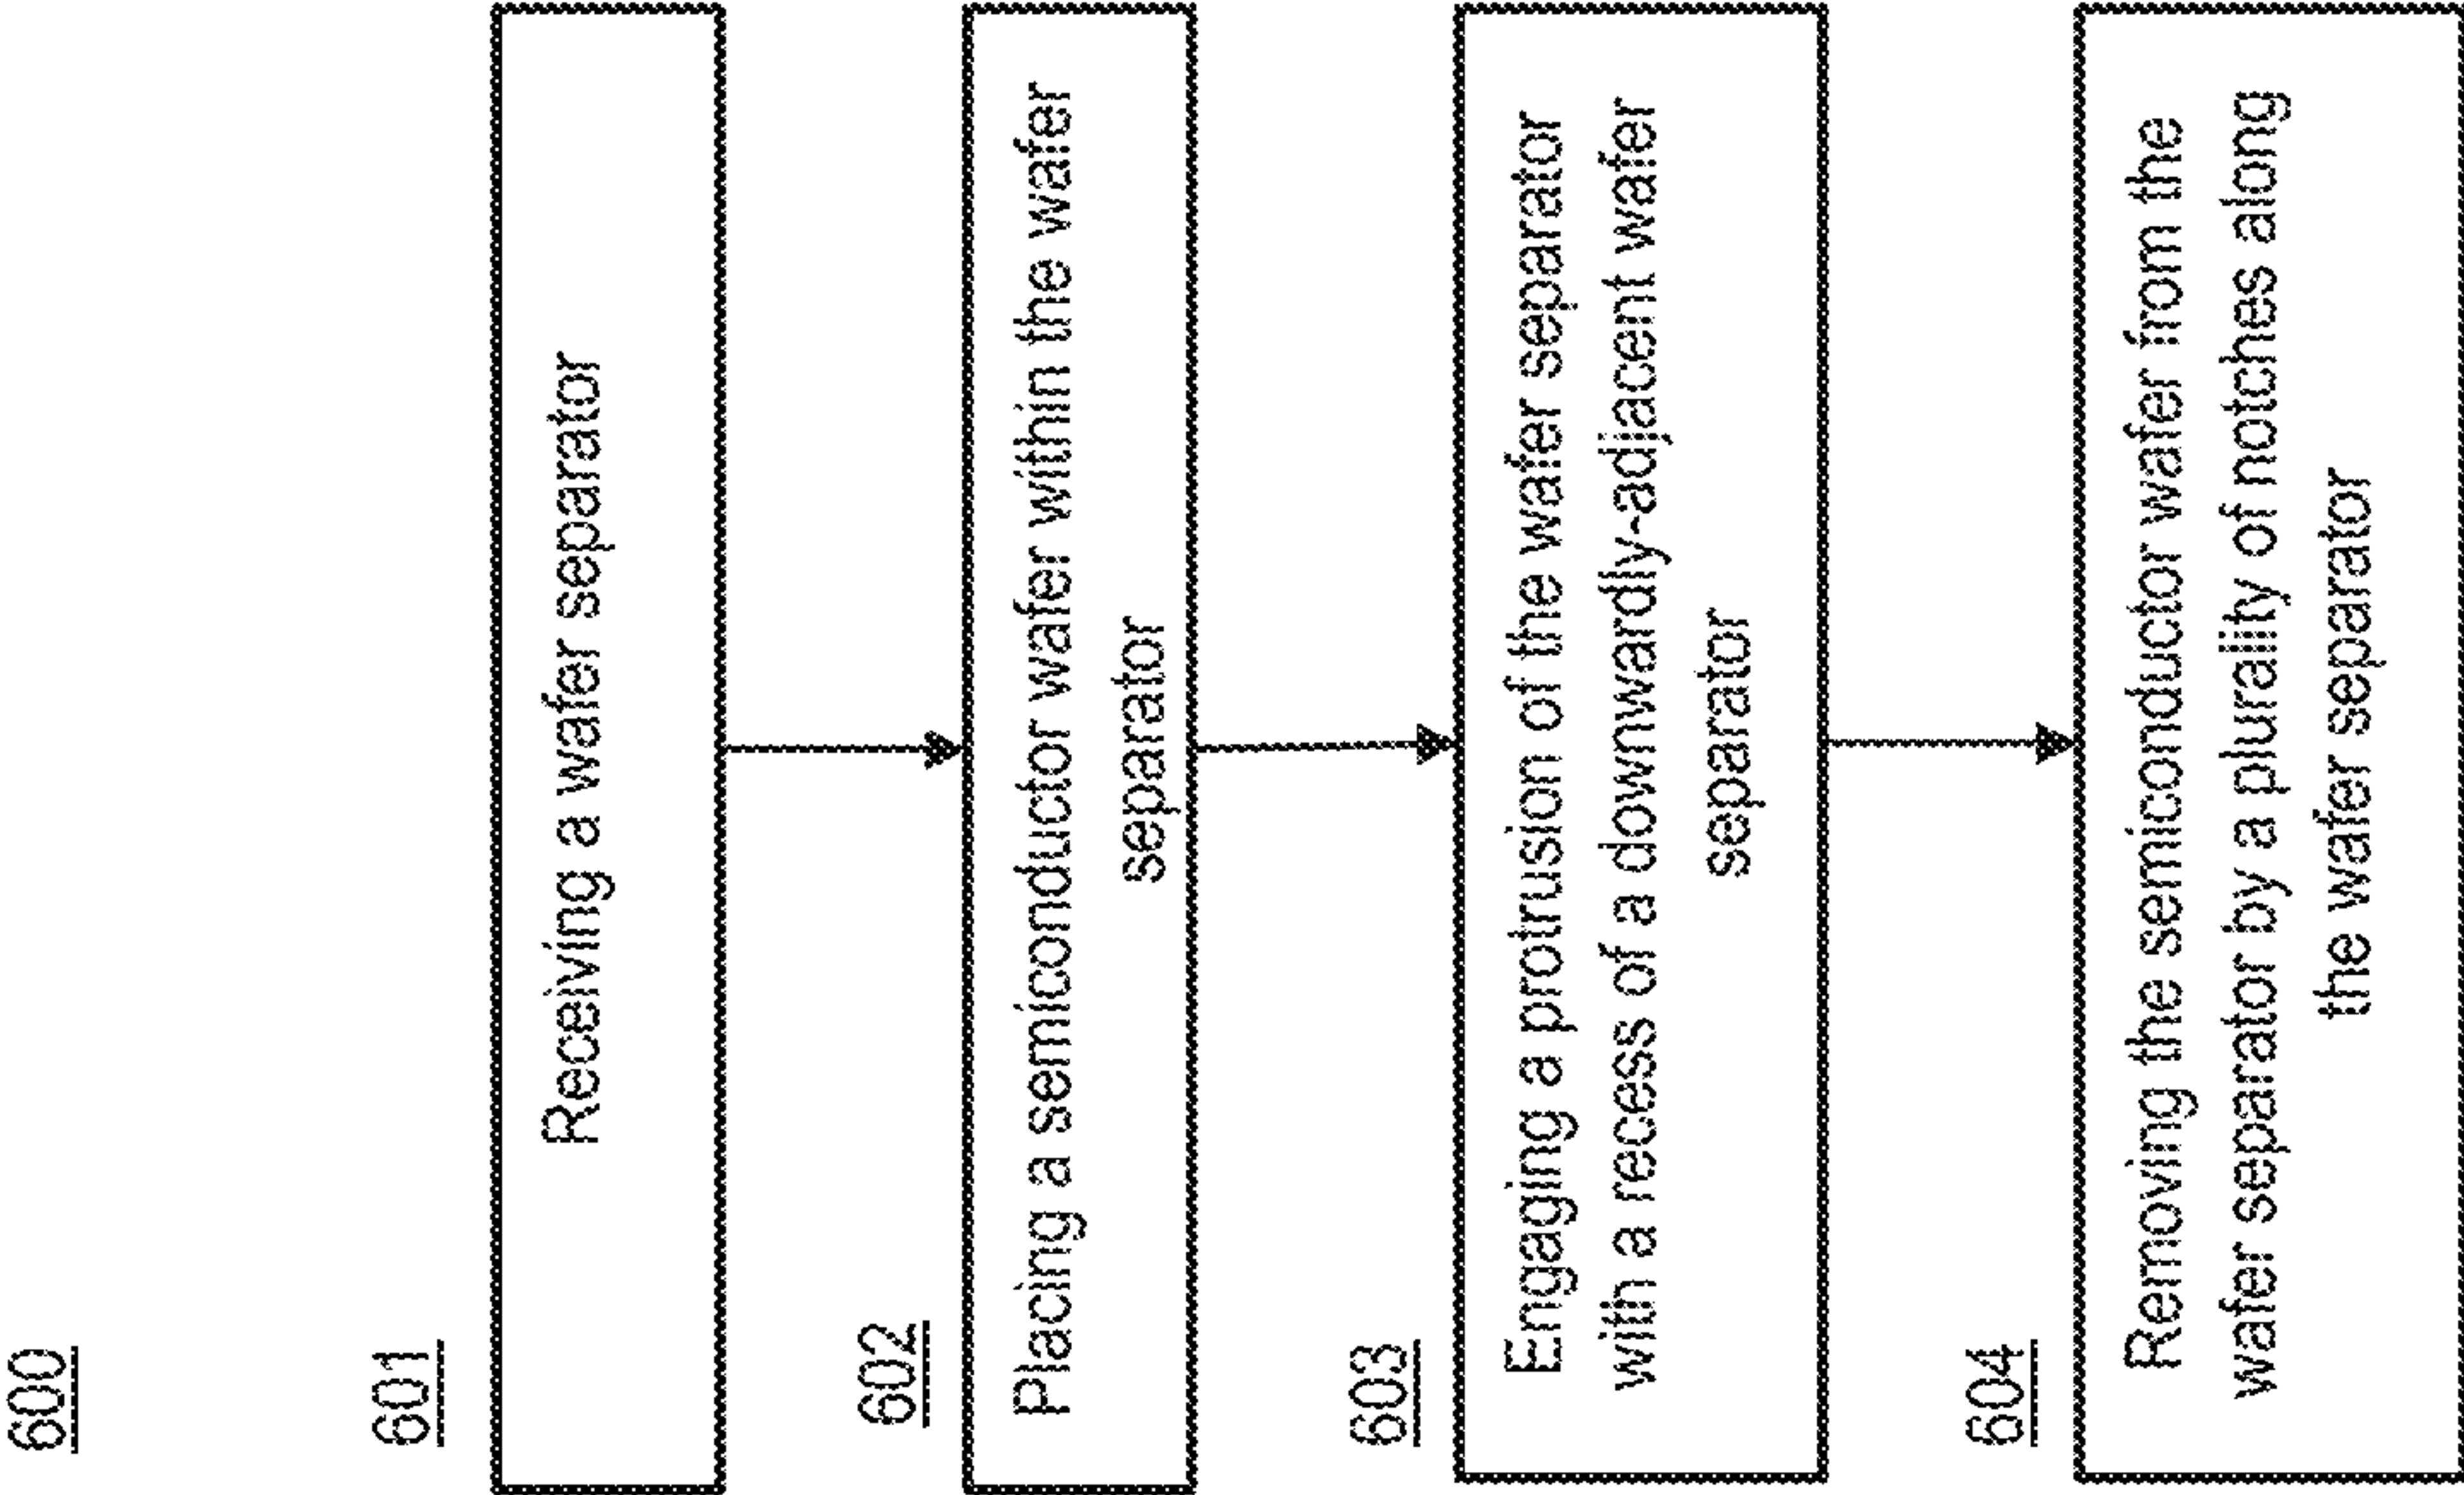 600
601
Receiving a wafer separator
602
Placing a semiconductor wafer within the wafer
separator
603
Engaging a protrusion of the wafer separator
with a recess of a downwardly-adjacent wafer
separator
604
Removing the semiconductor wafer from the
wafer separator by a plurality of notches along
the wafer separator